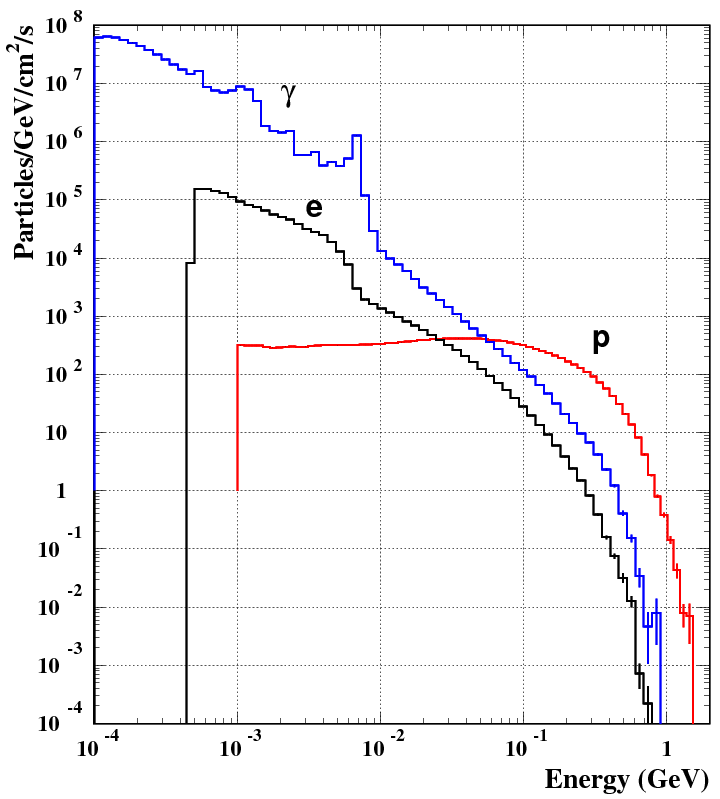 Particles/GeV/cm²/s
10⁸
10⁷
10⁶
10⁵
10⁴
10³
10²
10
1
10⁻¹
10⁻²
10⁻³
10⁻⁴
γ
e
p
10⁻⁴ 10⁻³ 10⁻² 10⁻¹ 1
Energy (GeV)